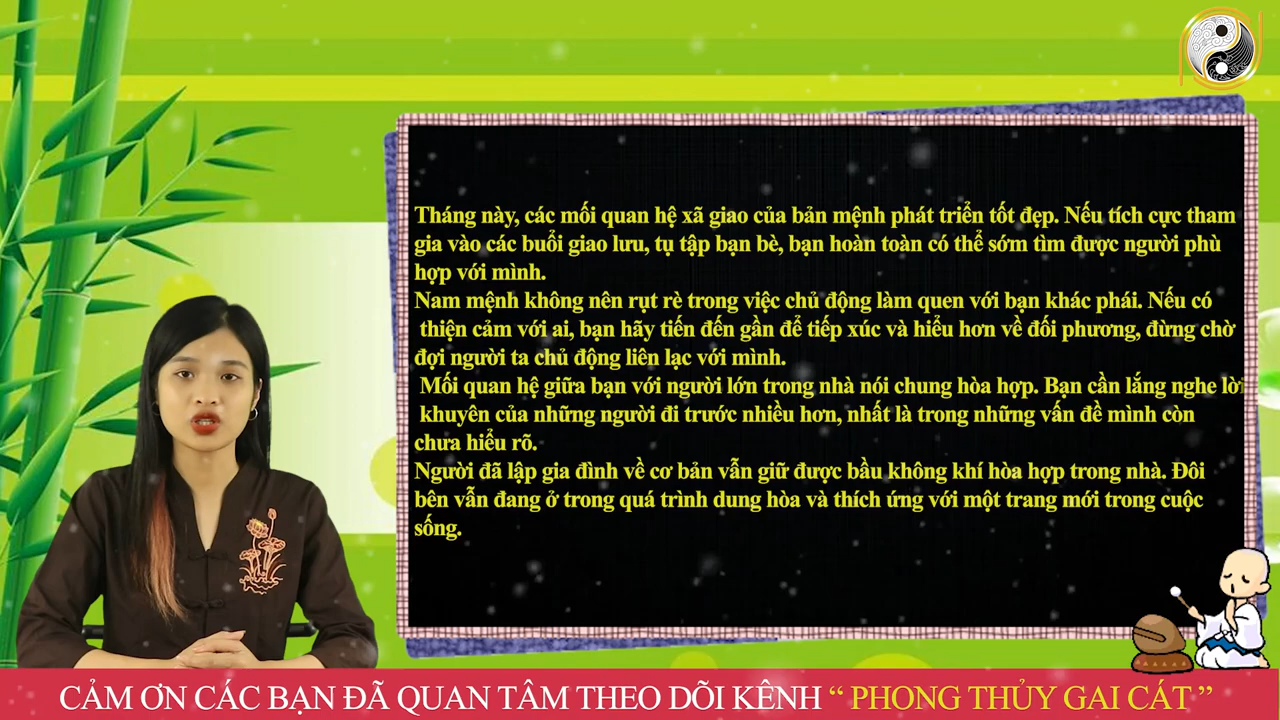 Tháng này, các mối quan hệ xã giao của bản mệnh phát triển tốt đẹp. Nếu tích cực tham
gia vào các buổi giao lưu, tụ tập bạn bè, bạn hoàn toàn có thể sớm tìm được người phù
hợp với mình.
Nam mệnh không nên rụt rè trong việc chủ động làm quen với bạn khác phái. Nếu có
thiện cảm với ai, bạn hãy tiến đến gần để tiếp xúc và hiểu hơn về đối phương, đừng chờ
đợi người ta chủ động liên lạc với mình.
Mối quan hệ giữa bạn với người lớn trong nhà nói chung hòa hợp. Bạn cần lắng nghe lời
khuyên của những người đi trước nhiều hơn, nhất là trong những vấn đề mình còn
chưa hiểu rõ.
Người đã lập gia đình về cơ bản vẫn giữ được bầu không khí hòa hợp trong nhà. Đôi
bên vẫn đang ở trong quá trình dung hòa và thích ứng với một trang mới trong cuộc
sống.
CẢM ƠN CÁC BẠN ĐÃ QUAN TÂM THEO DÕI KÊNH “ PHONG THỦY GAI CÁT ”